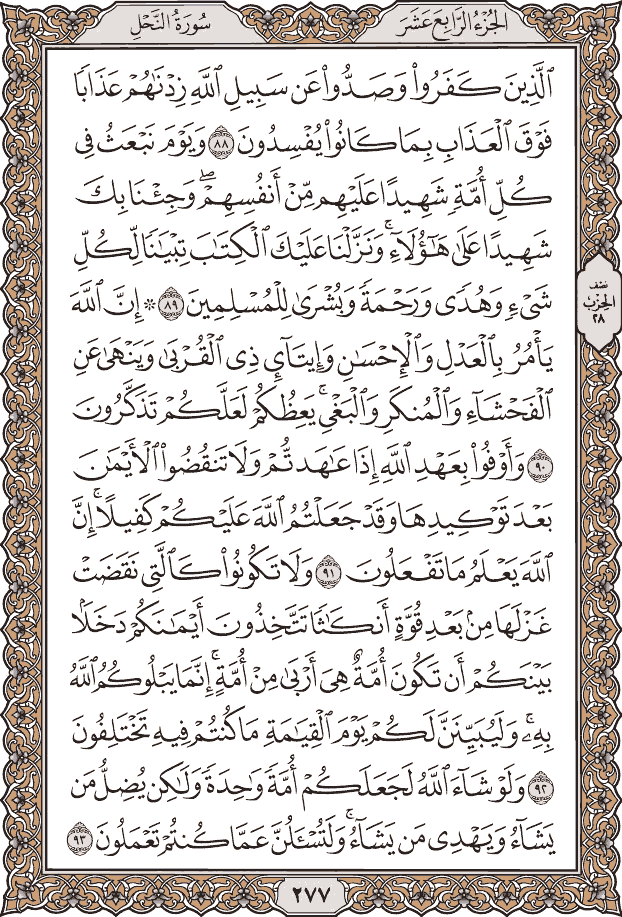 الجُزْءُ الرَّابِعَ عَشَرَ
سُورَةُ النَّحْلِ
ٱلَّذِينَ كَفَرُوا۟ وَصَدُّوا۟ عَن سَبِيلِ ٱللَّهِ زِدْنَـٰهُمْ عَذَابًا
فَوْقَ ٱلْعَذَابِ بِمَا كَانُوا۟ يُفْسِدُونَ ٨٨ وَيَوْمَ نَبْعَثُ فِى
كُلِّ أُمَّةٍ شَهِيدًا عَلَيْهِم مِّنْ أَنفُسِهِمْ ۖ وَجِئْنَا بِكَ
شَهِيدًا عَلَىٰ هَـٰٓؤُلَآءِ ۚ وَنَزَّلْنَا عَلَيْكَ ٱلْكِتَـٰبَ تِبْيَـٰنًا لِّكُلِّ
شَىْءٍ وَهُدًى وَرَحْمَةً وَبُشْرَىٰ لِلْمُسْلِمِينَ ٨٩ ۞ إِنَّ ٱللَّهَ
يَأْمُرُ بِٱلْعَدْلِ وَٱلْإِحْسَـٰنِ وَإِيتَآئِ ذِى ٱلْقُرْبَىٰ وَيَنْهَىٰ عَنِ
ٱلْفَحْشَآءِ وَٱلْمُنكَرِ وَٱلْبَغْىِ ۚ يَعِظُكُمْ لَعَلَّكُمْ تَذَكَّرُونَ
٩٠ وَأَوْفُوا۟ بِعَهْدِ ٱللَّهِ إِذَا عَـٰهَدتُّمْ وَلَا تَنقُضُوا۟ ٱلْأَيْمَـٰنَ
بَعْدَ تَوْكِيدِهَا وَقَدْ جَعَلْتُمُ ٱللَّهَ عَلَيْكُمْ كَفِيلًا ۚ إِنَّ
ٱللَّهَ يَعْلَمُ مَا تَفْعَلُونَ ٩١ وَلَا تَكُونُوا۟ كَٱلَّتِى نَقَضَتْ
غَزْلَهَا مِنۢ بَعْدِ قُوَّةٍ أَنكَـٰثًا تَتَّخِذُونَ أَيْمَـٰنَكُمْ دَخَلًۢا
بَيْنَكُمْ أَن تَكُونَ أُمَّةٌ هِىَ أَرْبَىٰ مِنْ أُمَّةٍ ۚ إِنَّمَا يَبْلُوكُمُ ٱللَّهُ
بِهِۦ ۚ وَلَيُبَيِّنَنَّ لَكُمْ يَوْمَ ٱلْقِيَـٰمَةِ مَا كُنتُمْ فِيهِ تَخْتَلِفُونَ
٩٢ وَلَوْ شَآءَ ٱللَّهُ لَجَعَلَكُمْ أُمَّةً وَٰحِدَةً وَلَـٰكِن يُضِلُّ مَن
يَشَآءُ وَيَهْدِى مَن يَشَآءُ ۚ وَلَتُسْـَٔلُنَّ عَمَّا كُنتُمْ تَعْمَلُونَ ٩٣
نصف
الحزب
٢٨
٢٧٧